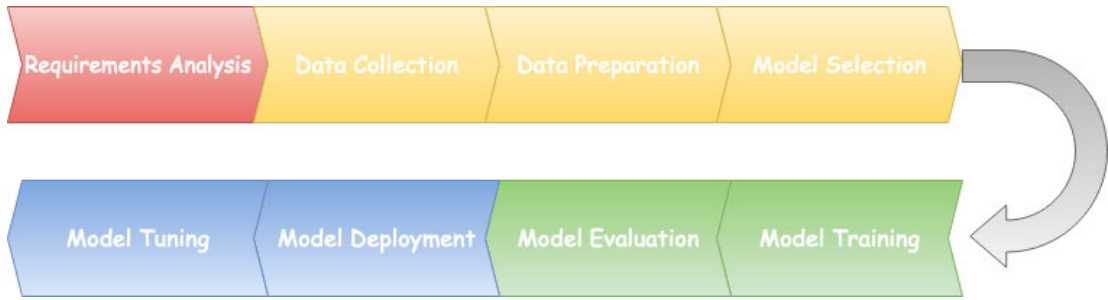 Requirements Analysis
Data Collection
Data Preparation
Model Selection
Model Training
Model Evaluation
Model Deployment
Model Tuning